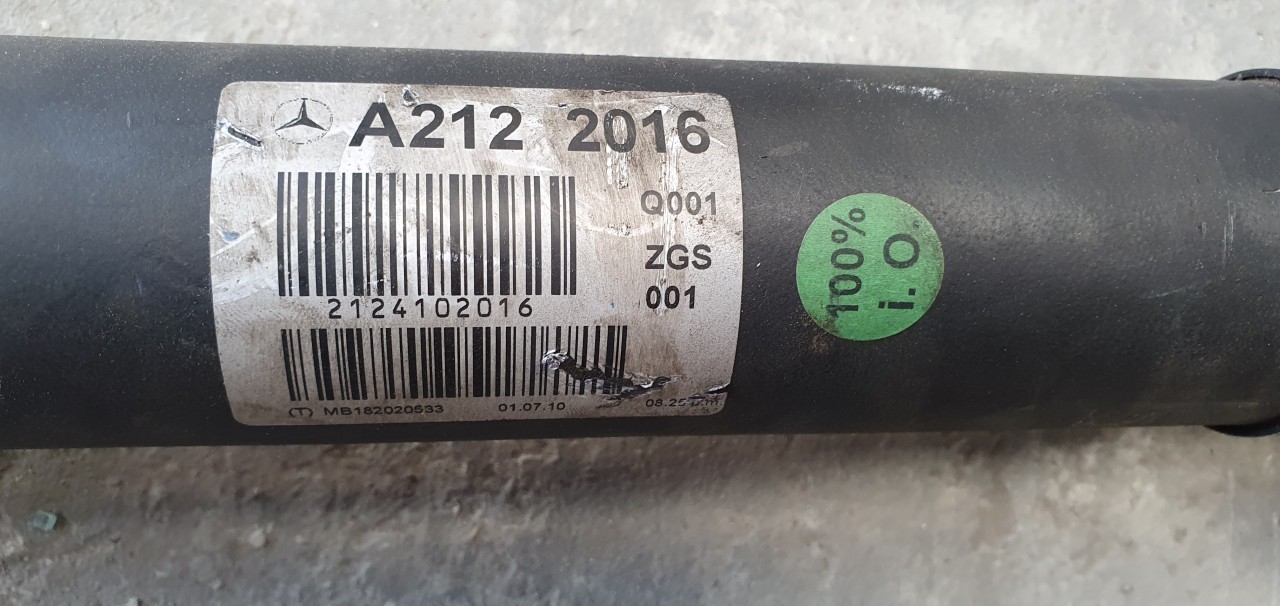 A212 2016
Q001
ZGS
001
2124102016
(T) MB182020533 01.07.10
100%
i.O.